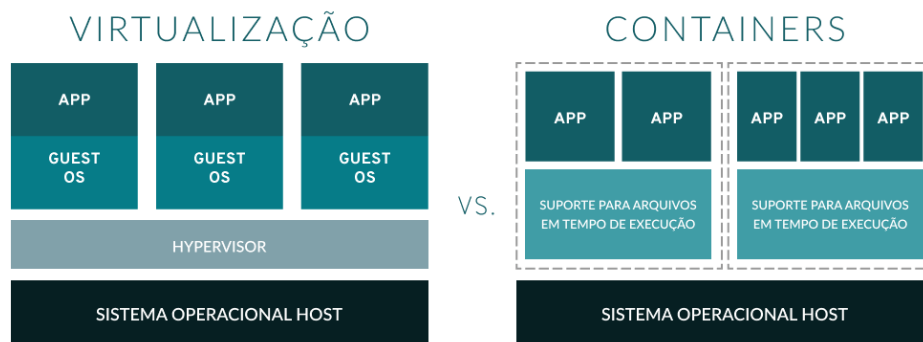 VIRTUALIZAÇÃO
APP
APP
APP
GUEST
OS
GUEST
OS
GUEST
OS
HYPERVISOR
SISTEMA OPERACIONAL HOST
VS.
CONTAINERS
APP
APP
APP
APP
APP
SUPORTE PARA ARQUIVOS
EM TEMPO DE EXECUÇÃO
SUPORTE PARA ARQUIVOS
EM TEMPO DE EXECUÇÃO
SISTEMA OPERACIONAL HOST